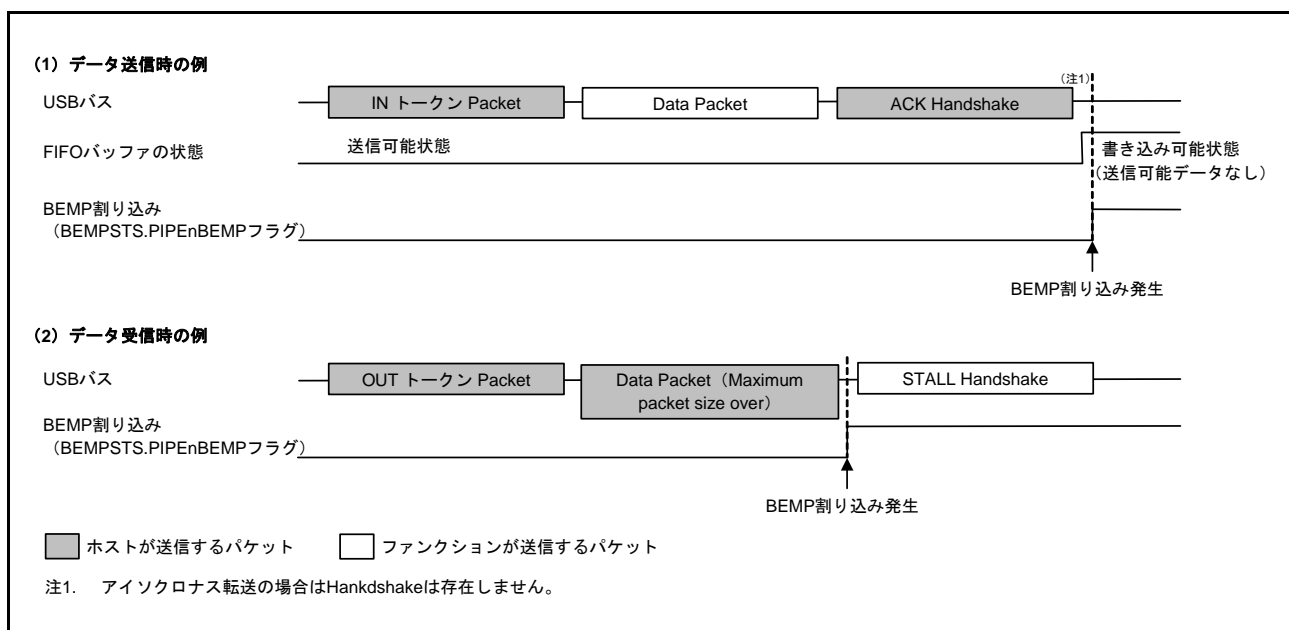 (1) データ送信時の例
(注1)
USBバス
IN トークン Packet
Data Packet
ACK Handshake
FIFOバッファの状態
送信可能状態
書き込み可能状態
(送信可能データなし)
BEMP割り込み
(BEMPSTS.PIPEnBEMPフラグ)
BEMP割り込み発生
(2) データ受信時の例
USBバス
OUT トークン Packet
Data Packet(Maximum
packet size over)
STALL Handshake
BEMP割り込み
(BEMPSTS.PIPEnBEMPフラグ)
BEMP割り込み発生
ホストが送信するパケット
ファンクションが送信するパケット
注1. アイソクロナス転送の場合はHankdshakeは存在しません。